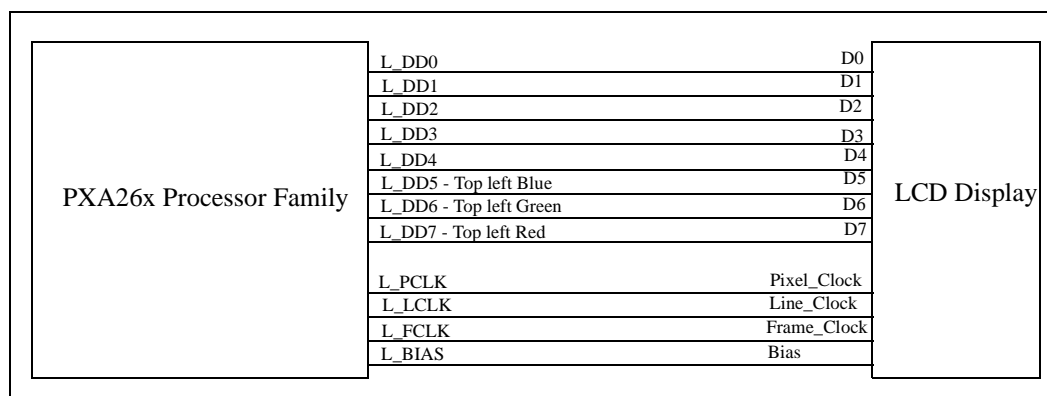 L_DD0 D0
L_DD1 D1
L_DD2 D2
L_DD3 D3
L_DD4 D4
L_DD5 - Top left Blue D5
PXA26x Processor Family LCD Display
L_DD6 - Top left Green D6
L_DD7 - Top left Red D7
L_PCLK Pixel_Clock
L_LCLK Line_Clock
L_FCLK Frame_Clock
L_BIAS Bias